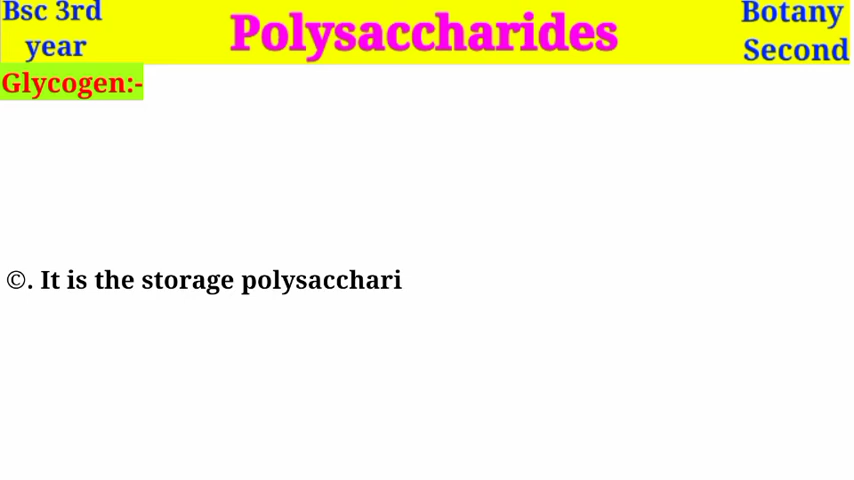 Bsc 3rd
year
Polysaccharides
Botany
Second
Glycogen:-
©. It is the storage polysacchari